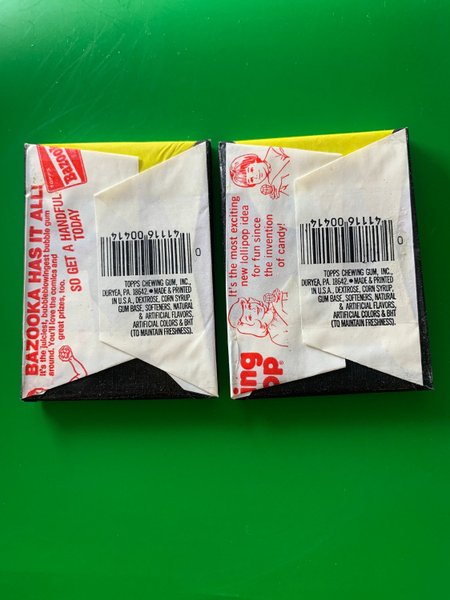 TOPPS
Bazooka
BAZOOKA HAS IT ALL!
It's the juiciest, bubbleblowingest bubble gum
around. You'll love the comics and
great prizes, too.
SO GET A HANDFUL
TODAY
41116 00414
0
TOPPS CHEWING GUM, INC.,
DURYEA, PA. 18642. • MADE & PRINTED
IN U.S.A., DEXTROSE, CORN SYRUP,
GUM BASE, SOFTENERS, NATURAL
& ARTIFICIAL FLAVORS,
ARTIFICIAL COLORS & BHT
(TO MAINTAIN FRESHNESS).
It's the most exciting
new lollipop idea
for fun since
the invention
of candy!
ing
op®
41116 00414
0
TOPPS CHEWING GUM, INC.,
DURYEA, PA. 18642. • MADE & PRINTED
IN U.S.A., DEXTROSE, CORN SYRUP,
GUM BASE, SOFTENERS, NATURAL
& ARTIFICIAL FLAVORS,
ARTIFICIAL COLORS & BHT
(TO MAINTAIN FRESHNESS).